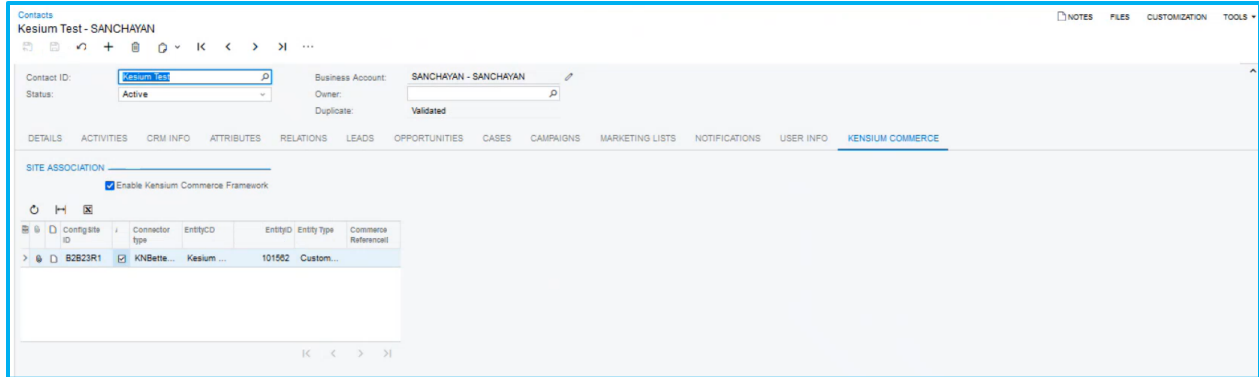 Contacts
NOTES FILES CUSTOMIZATION TOOLS
Kesium Test - SANCHAYAN
Contact ID: Kesium Test Business Account: SANCHAYAN - SANCHAYAN
Status: Active Owner:
Duplicate: Validated
DETAILS ACTIVITIES CRM INFO ATTRIBUTES RELATIONS LEADS OPPORTUNITIES CASES CAMPAIGNS MARKETING LISTS NOTIFICATIONS USER INFO KENSIUM COMMERCE
SITE ASSOCIATION
Enable Kensium Commerce Framework
ConfigSite ID Connector type EntityCD EntityID Entity Type Commerce ReferenceII
B2B23R1 KNBette... Kesium ... 101562 Custom...